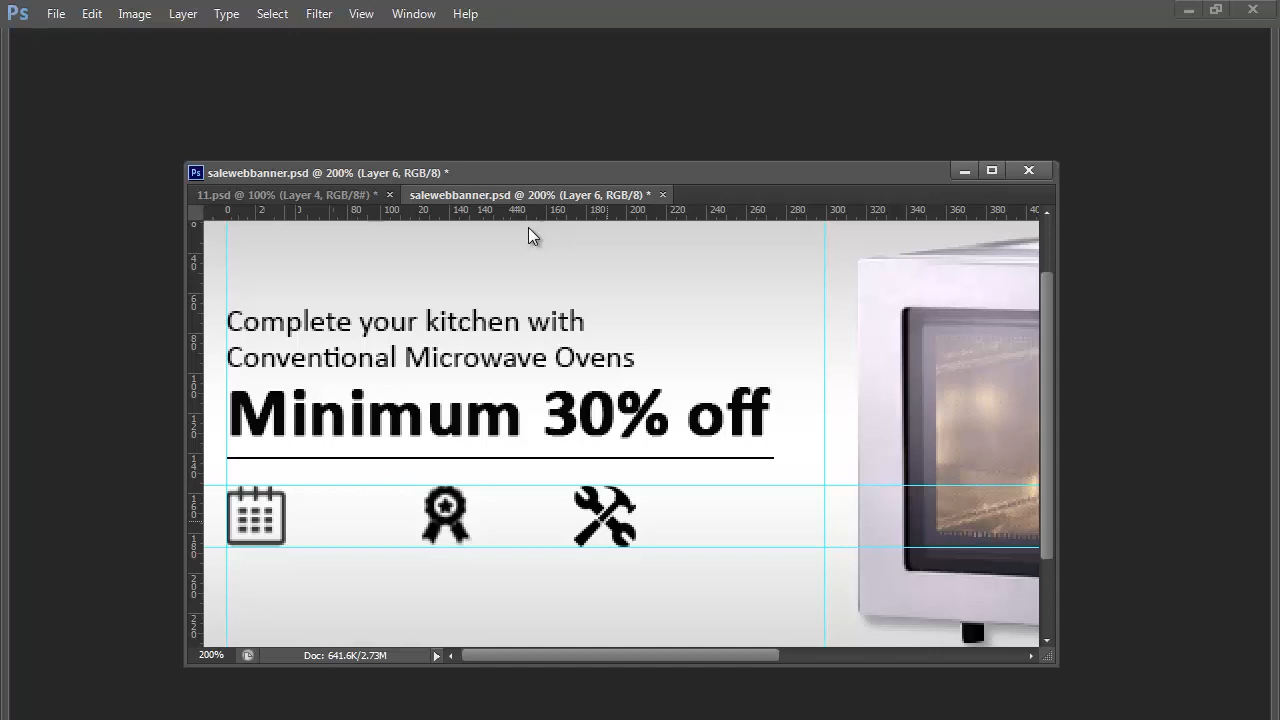 Ps File Edit Image Layer Type Select Filter View Window Help
Ps salewebbanner.psd @ 200% (Layer 6, RGB/8) *
11.psd @ 100% (Layer 4, RGB/8#) * × salewebbanner.psd @ 200% (Layer 6, RGB/8) * ×
Complete your kitchen with
Conventional Microwave Ovens
Minimum 30% off
200% Doc: 641.6K/2.73M